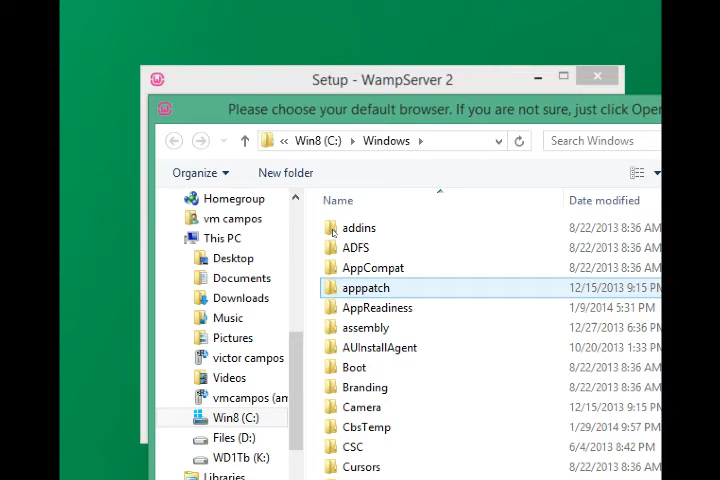 Setup - WampServer 2
Please choose your default browser. If you are not sure, just click Open
« Win8 (C:) Windows
Search Windows
Organize New folder
Name Date modified
Homegroup
vm campos
This PC
Desktop
Documents
Downloads
Music
Pictures
victor campos
Videos
vmcampos (am
Win8 (C:)
Files (D:)
WD1Tb (K:)
Libraries
addins 8/22/2013 8:36 AM
ADFS 8/22/2013 8:36 AM
AppCompat 8/22/2013 8:36 AM
apppatch 12/15/2013 9:15 PM
AppReadiness 1/9/2014 5:31 PM
assembly 12/27/2013 6:36
AUInstallAgent 10/20/2013 1:33 PM
Boot 8/22/2013 8:36 AM
Branding 8/22/2013 8:36 AM
Camera 12/15/2013 9:15 PM
CbsTemp 1/29/2014 9:57 PM
CSC 6/4/2013 8:42 PM
Cursors 8/22/2013 8:36 AM